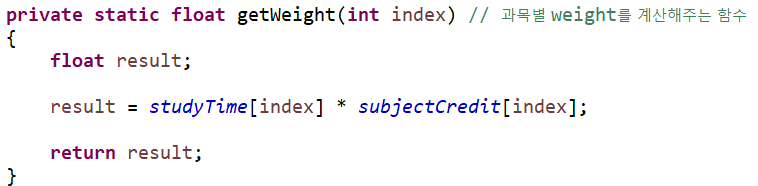 private static float getWeight(int index) // 과목별 weight를 계산해주는 함수
{
    float result;
    result = studyTime[index] * subjectCredit[index];
    return result;
}